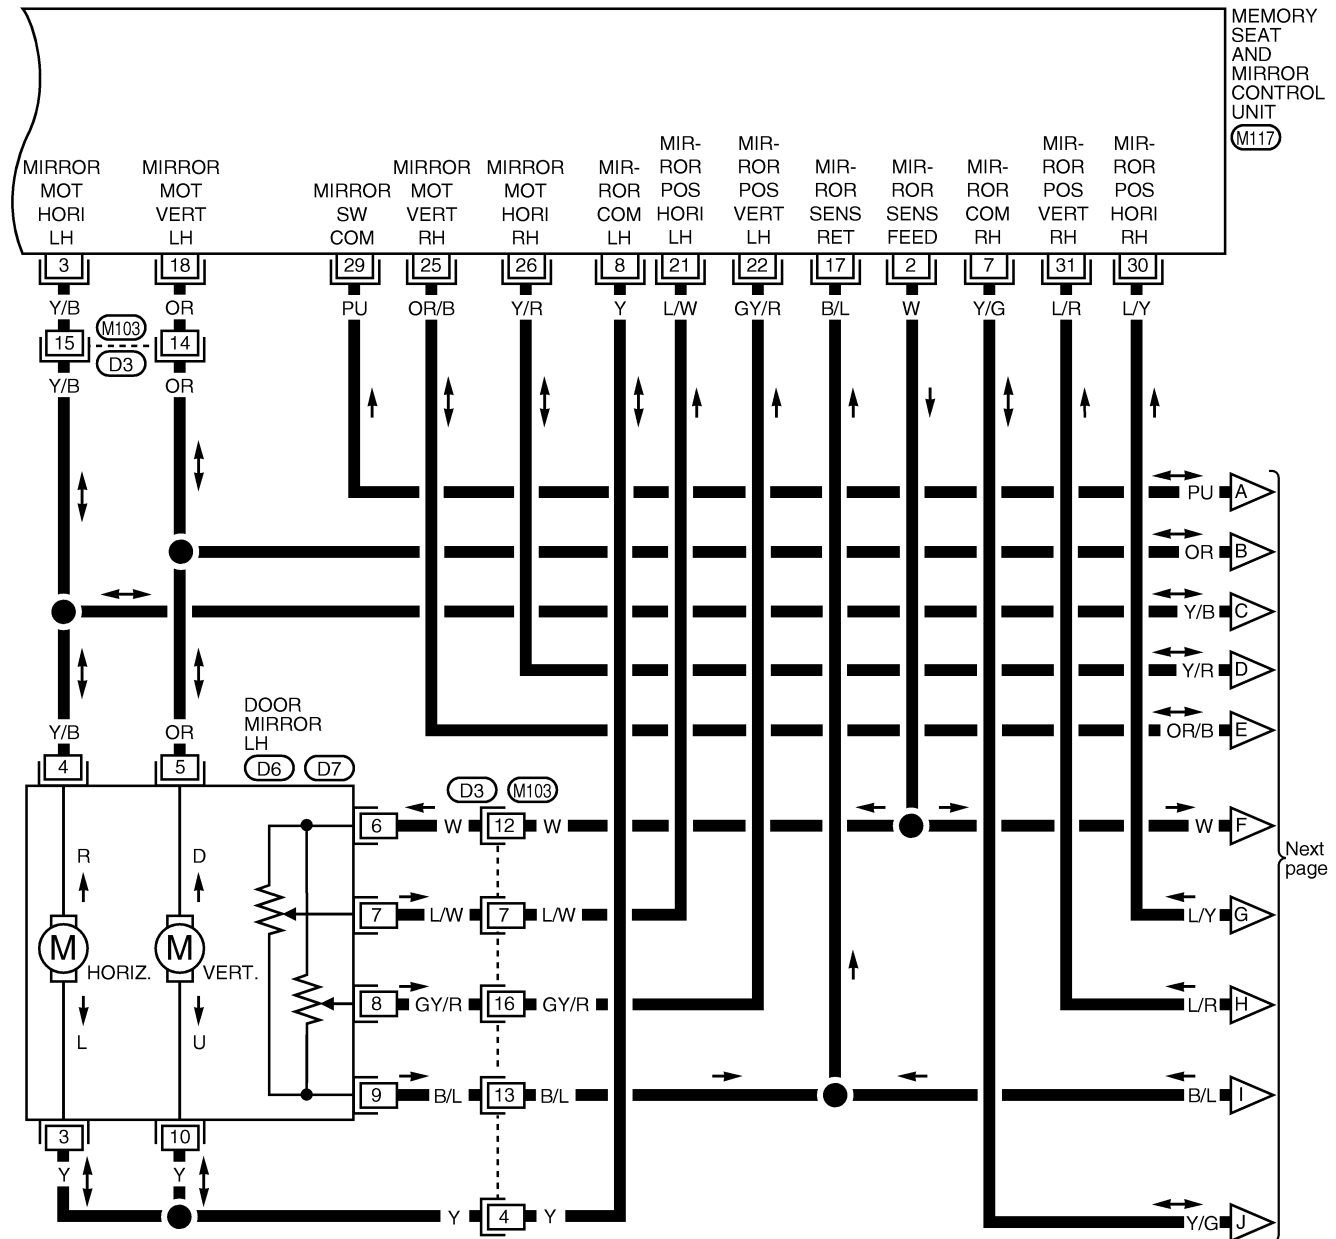 MEMORY
SEAT
AND
MIRROR
CONTROL
UNIT
M117
MIRROR
MOT
HORI
LH
MIRROR
MOT
VERT
LH
MIRROR
SW
COM
MIRROR
MOT
VERT
RH
MIRROR
MOT
HORI
RH
MIR-
ROR
COM
LH
MIR-
ROR
POS
HORI
LH
MIR-
ROR
POS
VERT
LH
MIR-
ROR
SENS
RET
MIR-
ROR
SENS
FEED
MIR-
ROR
COM
RH
MIR-
ROR
POS
VERT
RH
MIR-
ROR
POS
HORI
RH
3 18 29 25 26 8 21 22 17 2 7 31 30
Y/B OR PU OR/B Y/R Y L/W GY/R B/L W Y/G L/R L/Y
15 M103 14
D3
Y/B OR
PU A
OR B
Y/B C
Y/R D
OR/B E
Y/B OR
4 5
DOOR
MIRROR
LH
D6 D7
D3 M103
6 W 12 W W F
Next
page
R D
7 L/W 7 L/W L/Y G
M HORIZ. M VERT.
8 GY/R 16 GY/R L/R H
L U
9 B/L 13 B/L B/L I
3 10
Y Y
Y 4 Y Y/G J